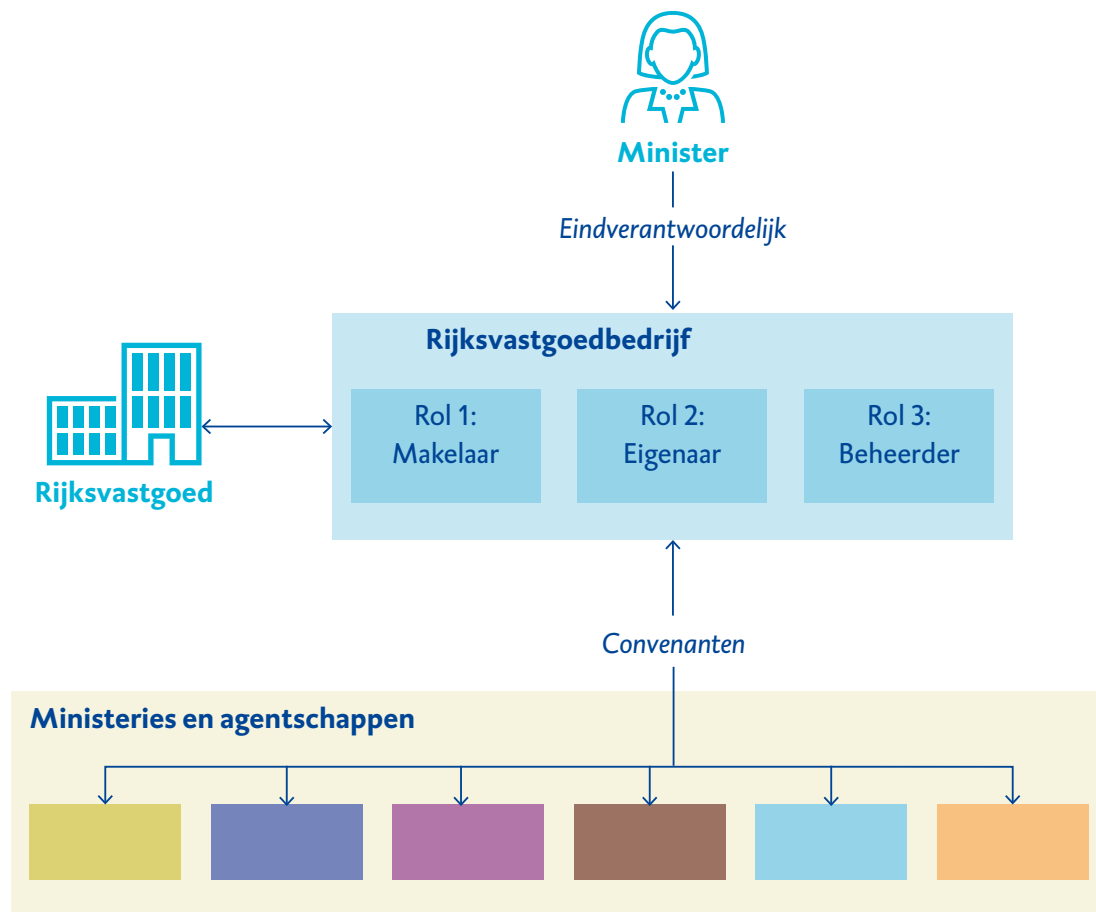 Minister
Eindverantwoordelijk
Rijksvastgoedbedrijf
Rol 1:
Makelaar
Rol 2:
Eigenaar
Rol 3:
Beheerder
Rijksvastgoed
Convenanten
Ministeries en agentschappen